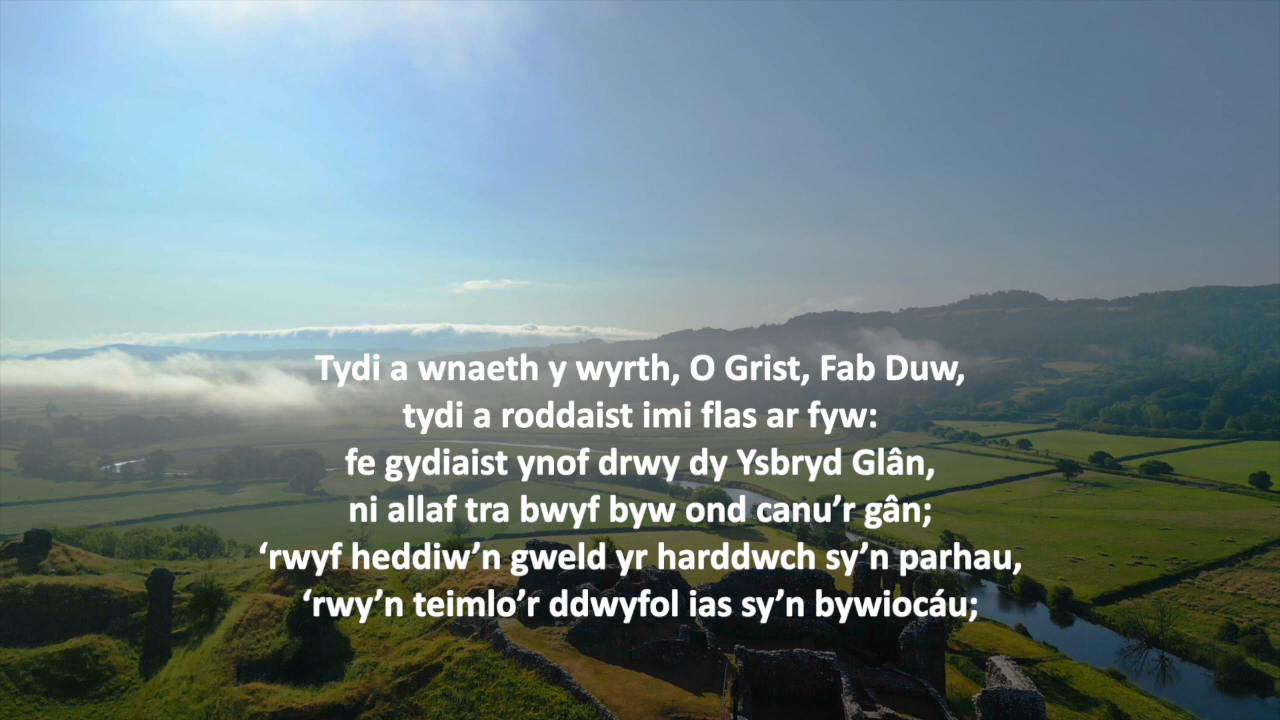 Tydi a wnaeth y wyrth, O Grist, Fab Duw,
tydi a roddaist imi flas ar fyw:
fe gydiaist ynof drwy dy Ysbryd Glân,
ni allaf tra bwyf byw ond canu’r gân;
‘rwyf heddiw’n gweld yr harddwch sy’n parhau,
‘rwy’n teimlo’r ddwyfol ias sy’n bywiocáu;